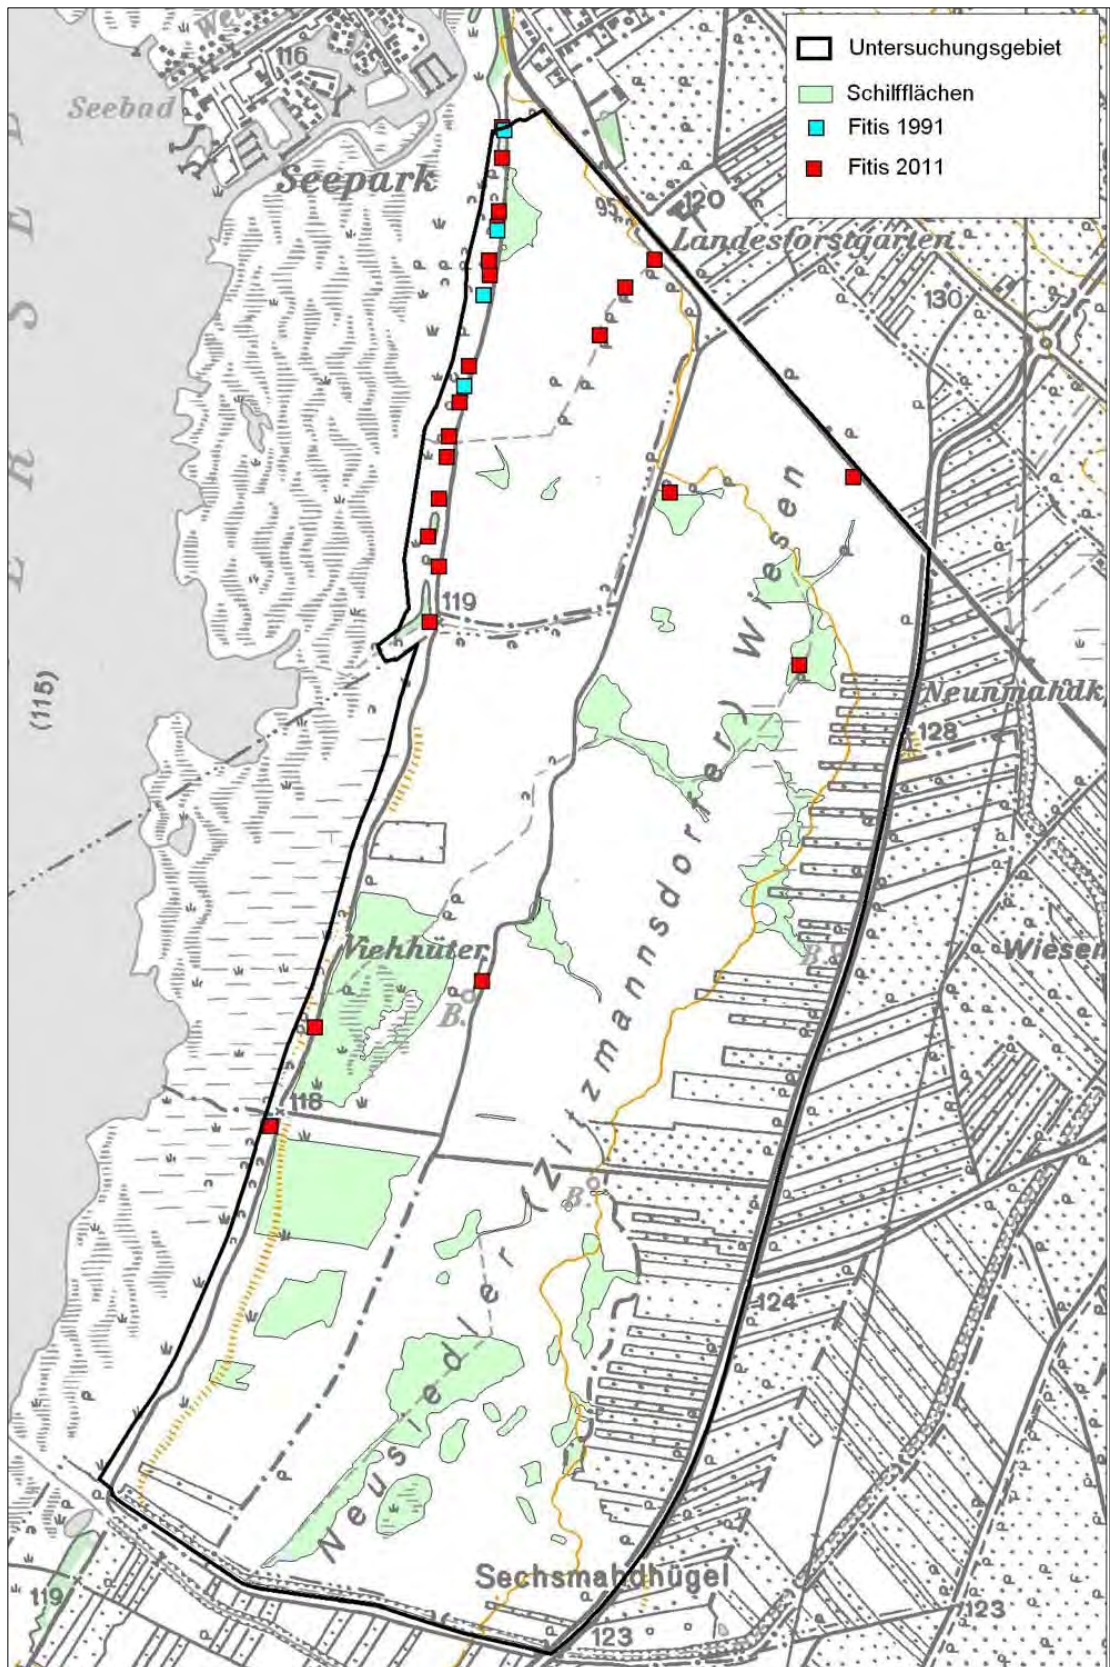 Untersuchungsgebiet
Schilfflächen
Fitis 1991
Fitis 2011
116
Seebad
Seepark
120
95
Landesforstgarten
130
E R S E E
(115)
119
Neunmahdk
128
Wiesen
Viehhüter
B.
B.
118
B
Neusiedler (Zitzmannsdorfer) Wiesen
124
Sechsmahdhügel
119
123
123